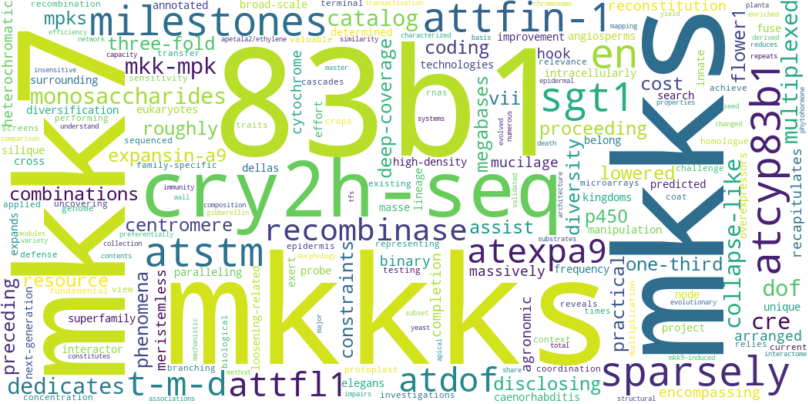 recombination
annotated
broad-scale
terminal
transactivation
chromosome
improvement
reconstitution
mapping
heterochromatic
milestones
attfin-1
catalog
apetala2/ethylene
mpks
enriched
network
capacity
three-fold
determined
similarity
angiosperms
yield
efficiency
insensitive
mkk-mpk
transfer
valuable
basis
characterized
coding
hook
relevance
fuse
derived
reduces
technologies
surrounding
sensitivity
cascades
master
intracellularly
innate
repeats
monosaccharides
rnas
en
cost
search
flower1
multiplexed
planta
eukaryotes
cytochrome
83b1
deep-coverage
megabases
vii
sgt1
achieve
phytohormone
diversification
effort
crops
performing
systems
evolved
numerous
epidermal
properties
seed
changed
screens
comparison
roughly
traits
proceeding
mkks
homologue
mkk7
silique
cross
expansin-a9
dellas
high-density
mucilage
belong
lowered
predicted
challenge
coat
overexpressors
atcyp83b1
family-specific
immunity
existing
lineage
death
validated
tfs
architecture
diversity
kingdoms
microarrays
combinations
sequenced
wall
composition
gibberellin
cry2h-seq
p450
collapse-like
uncovering
masse
manipulation
applied
genome
centromere
recombinase
assist
recapitulates
understand
modules
variety
collection
contents
preferentially
epidermis
representing
substrates
frequency
defense
expands
resource
atstm
morphology
binary
testing
atexpa9
one-third
dof
preceding
fundamental
view
paralleling
exert
probe
massively
reveals
times
practical
node
evolutionary
unique
next-generation
phenomena
meristemless
mkkks
constraints
completion
agronomic
context
multiplication
project
cre
superfamily
interactor
constitutes
mechanistic
biological
loosening-related
major
subset
yeast
apical
total
mkk9-induced
relies
arranged
current
interactome
dedicates
t-m-d
branching
method
protoplast
elegans
coordination
share
sparsely
concentration
associations
attfl1
impairs
investigations
atdof
caenorhabditis
disclosing
structural
encompassing